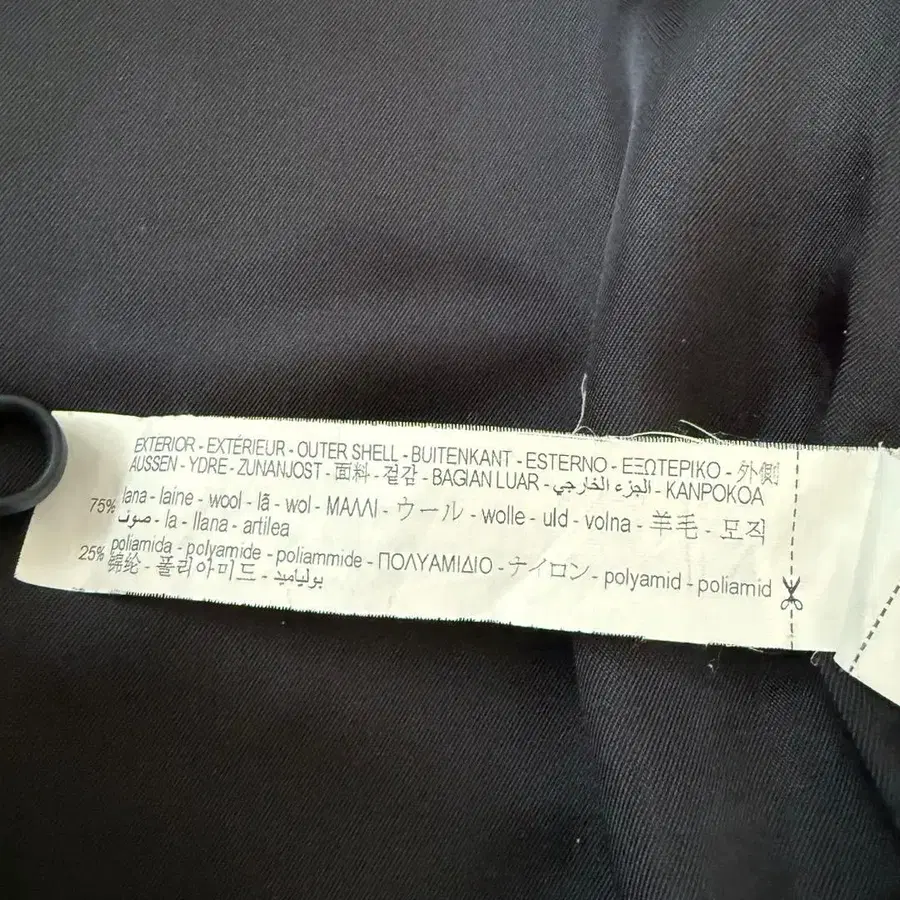 EXTERIOR - EXTÉRIEUR - OUTER SHELL - BUITENKANT - ESTERNO - ΕΞΩΤΕΡΙΚΟ - 外側
AUSSEN - YDRE - ZUNANJOST - 面料 - 겉감 - BAGIAN LUAR - الجزء الخارجي - KANPOKOA
75% lana - laine - wool - lã - wol - ΜΑΛΛΙ - ウール - wolle - uld - volna - 羊毛 - 모직
صوف - la - llana - artilea
25% poliamida - polyamide - poliammide - ΠΟΛΥΑΜΙΔΙΟ - ナイロン - polyamid - poliamid
锦纶 - 폴리아미드 - بولياميد